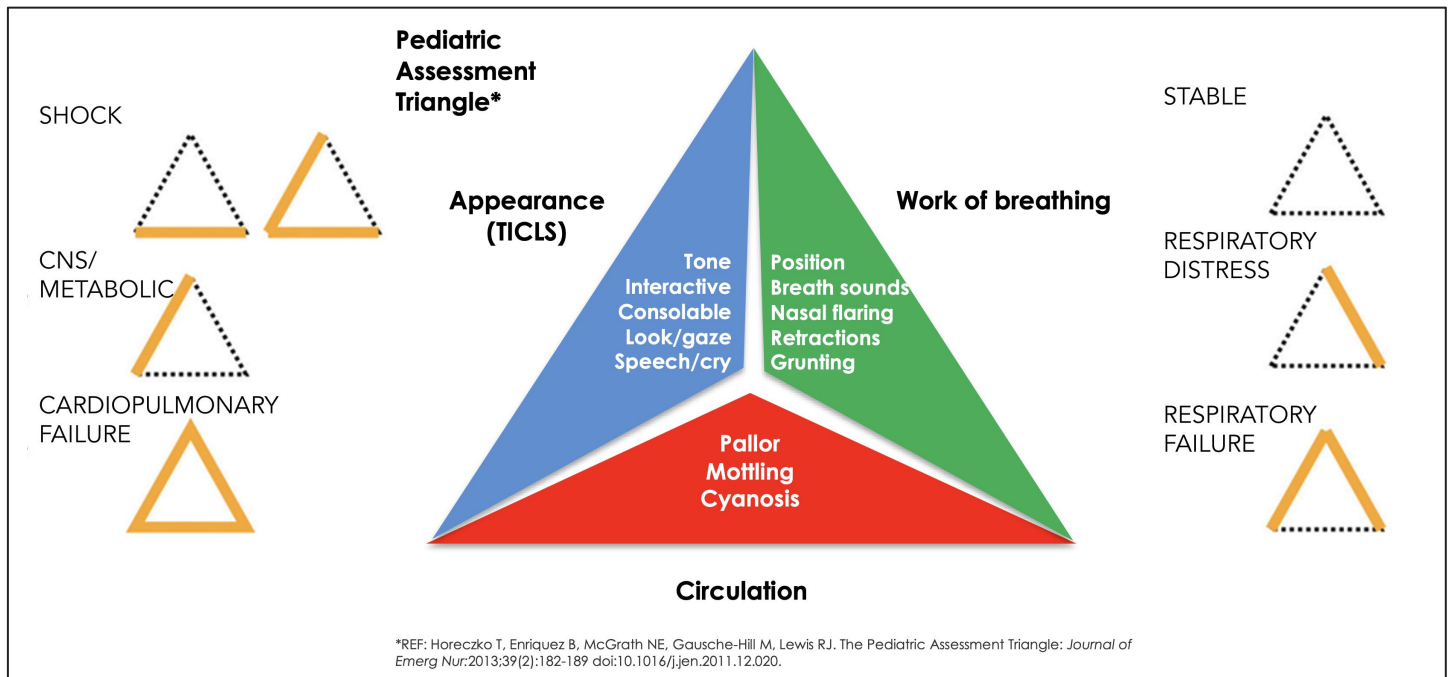 Pediatric
Assessment
Triangle*
SHOCK
CNS/
METABOLIC
CARDIOPULMONARY
FAILURE
Appearance
(TICLS)
Tone
Interactive
Consolable
Look/gaze
Speech/cry
Work of breathing
Position
Breath sounds
Nasal flaring
Retractions
Grunting
Pallor
Mottling
Cyanosis
Circulation
STABLE
RESPIRATORY
DISTRESS
RESPIRATORY
FAILURE
*REF: Horeczko T, Enriquez B, McGrath NE, Gausche-Hill M, Lewis RJ. The Pediatric Assessment Triangle: Journal of
Emerg Nur:2013;39(2):182-189 doi:10.1016/j.jen.2011.12.020.